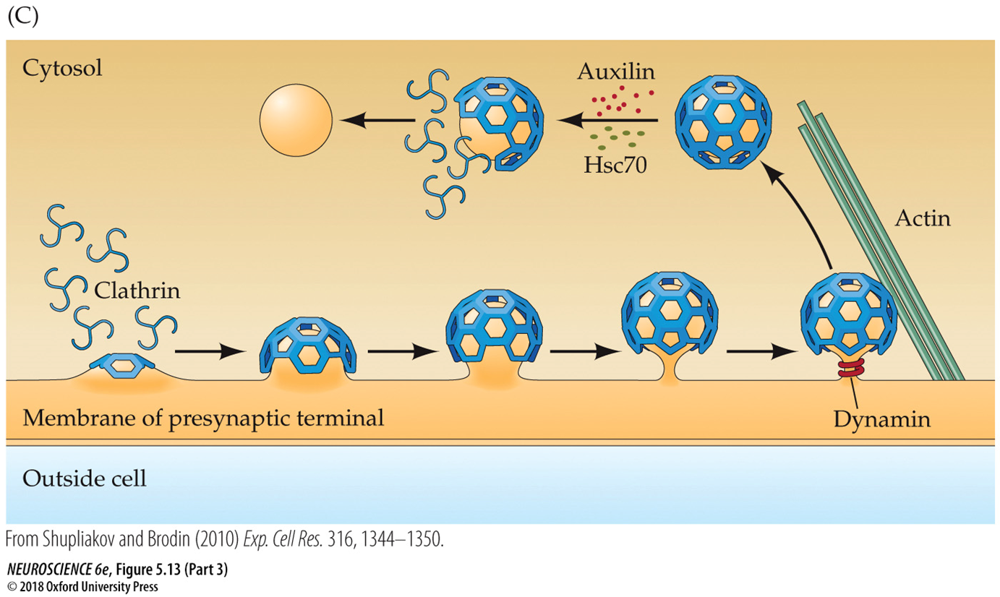 (C)
Cytosol
Auxilin
Hsc70
Actin
Clathrin
Membrane of presynaptic terminal
Dynamin
Outside cell
From Shupliakov and Brodin (2010) Exp. Cell Res. 316, 1344–1350.
NEUROSCIENCE 6e, Figure 5.13 (Part 3)
© 2018 Oxford University Press